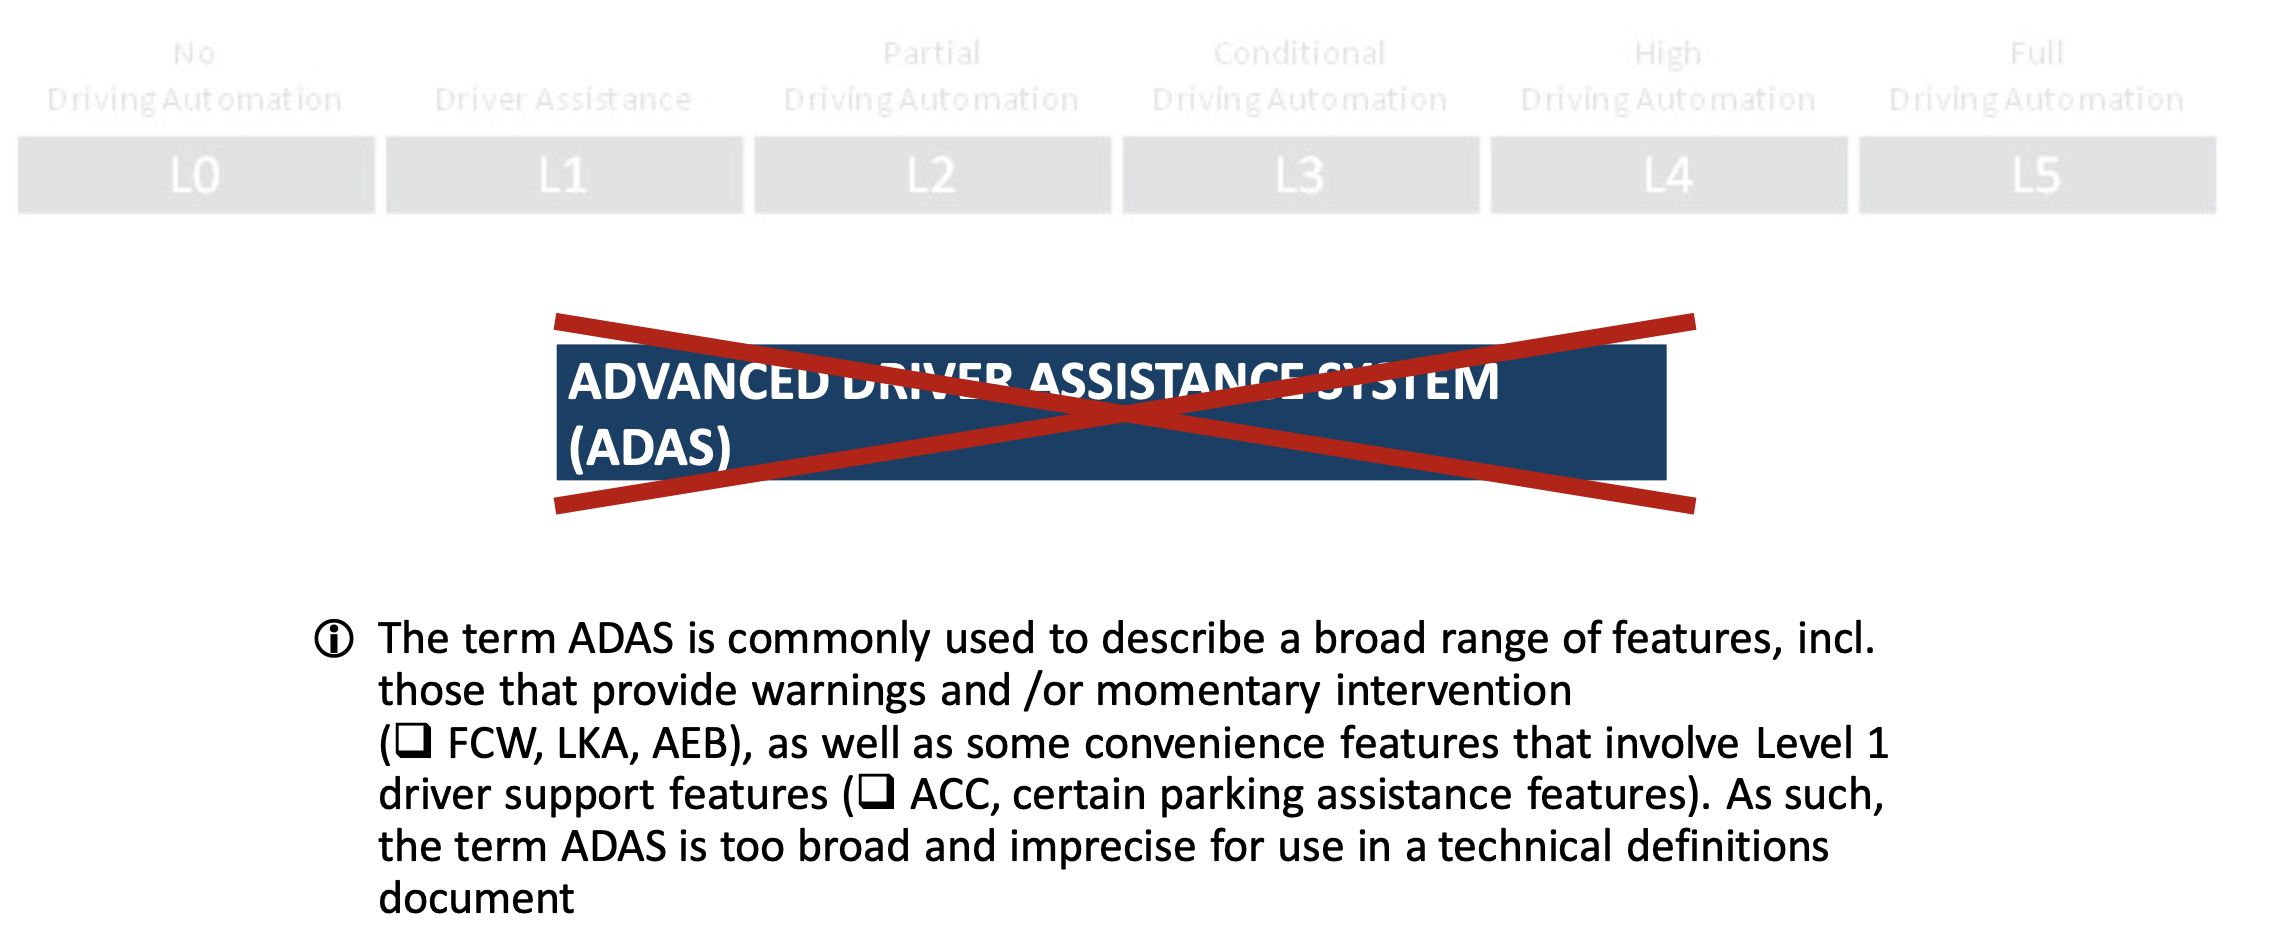 No
Driving Automation
Driver Assistance
Partial
Driving Automation
Conditional
Driving Automation
High
Driving Automation
Full
Driving Automation
L0
L1
L2
L3
L4
L5
ADVANCED DRIVER ASSISTANCE SYSTEM
(ADAS)
ⓘ The term ADAS is commonly used to describe a broad range of features, incl.
those that provide warnings and /or momentary intervention
(❑ FCW, LKA, AEB), as well as some convenience features that involve Level 1
driver support features (❑ ACC, certain parking assistance features). As such,
the term ADAS is too broad and imprecise for use in a technical definitions
document